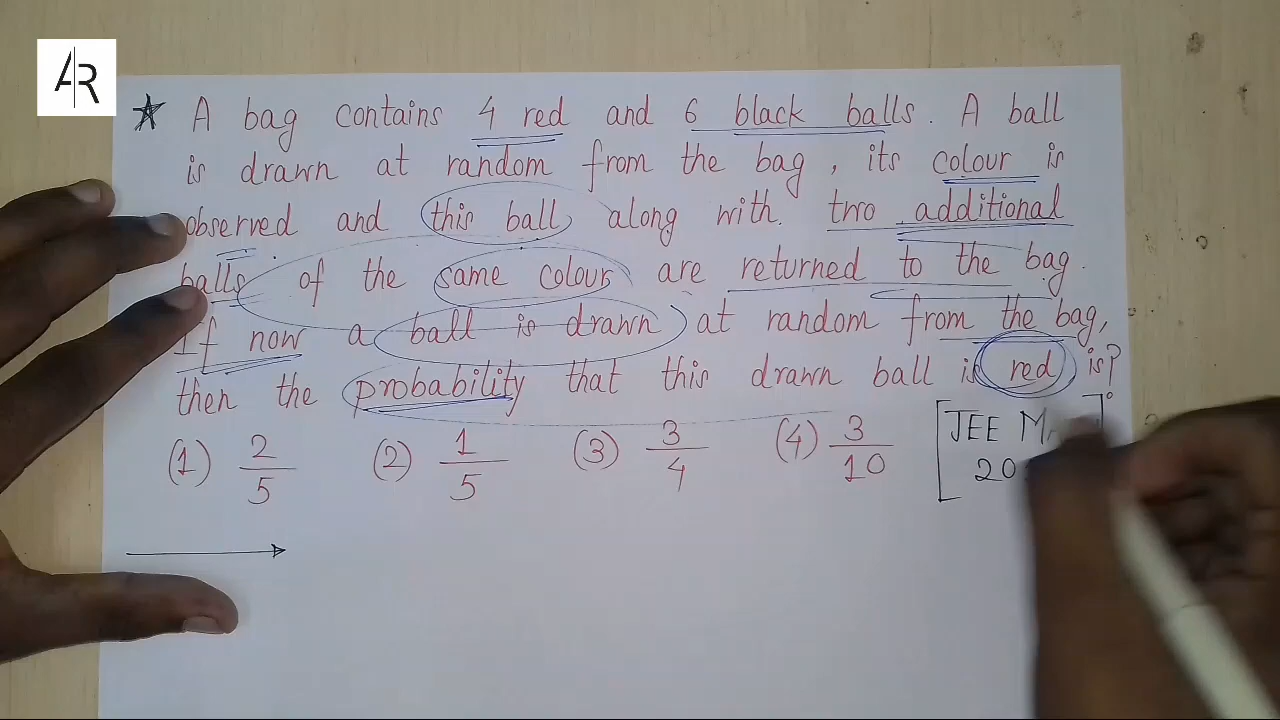 AR
A bag contains 4 red and 6 black balls. A ball
is drawn at random from the bag, its colour is
observed and this ball along with two additional
balls of the same colour are returned to the bag.
If now a ball is drawn at random from the bag,
then the probability that this drawn ball is red is?
(1) 2/5 (2) 1/5 (3) 3/4 (4) 3/10
[JEE
20